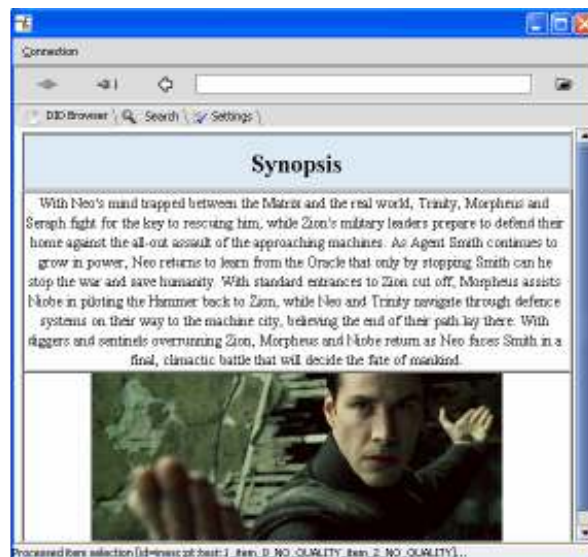 Connection
DID Browser
Search
Settings
Synopsis
With Neo's mind trapped between the Matrix and the real world, Trinity, Morpheus and
Seraph fight for the key to rescuing him, while Zion's military leaders prepare to defend their
home against the all-out assault of the approaching machines. As Agent Smith continues to
grow in power, Neo returns to learn from the Oracle that only by stopping Smith can he
stop the war and save humanity. With standard entrances to Zion cut off, Morpheus assists
Niobe in piloting the Hammer back to Zion, while Neo and Trinity navigate through defence
systems on their way to the machine city, believing the end of their path lay there. With
diggers and sentinels overrunning Zion, Morpheus and Niobe return as Neo faces Smith in a
final, climactic battle that will decide the fate of mankind.
Processed item selection